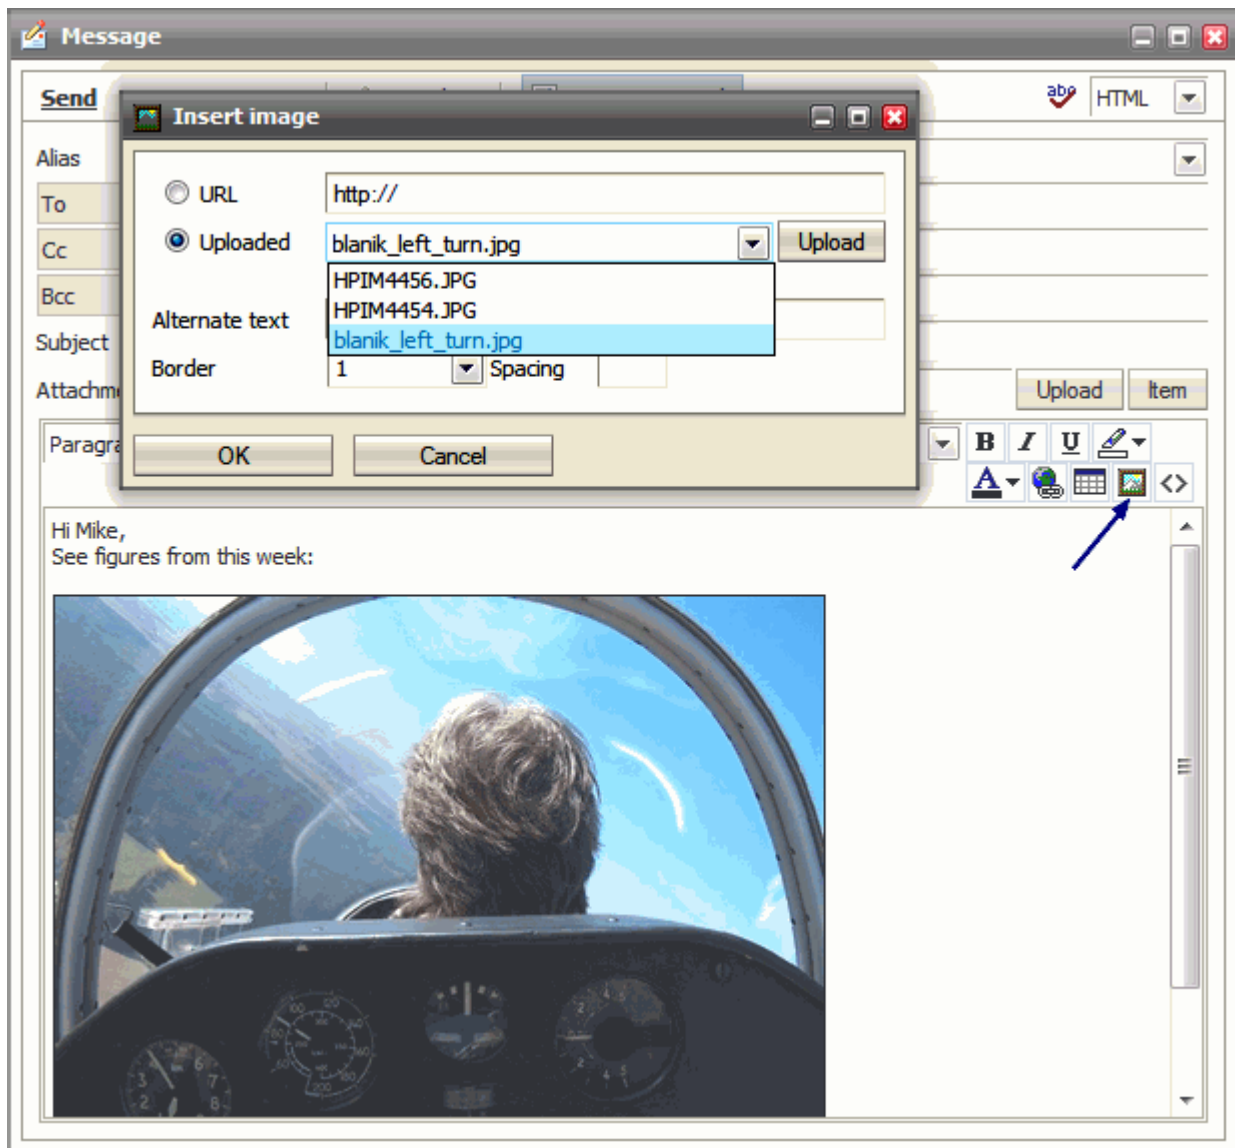 Message
Send
HTML
Insert image
Alias
To
Cc
Bcc
Subject
URL
http://
Uploaded
blanik_left_turn.jpg
Upload
HPIM4456.JPG
HPIM4454.JPG
blanik_left_turn.jpg
Alternate text
Border
1
Spacing
OK
Cancel
Upload
Item
B I U
A
Hi Mike,
See figures from this week: